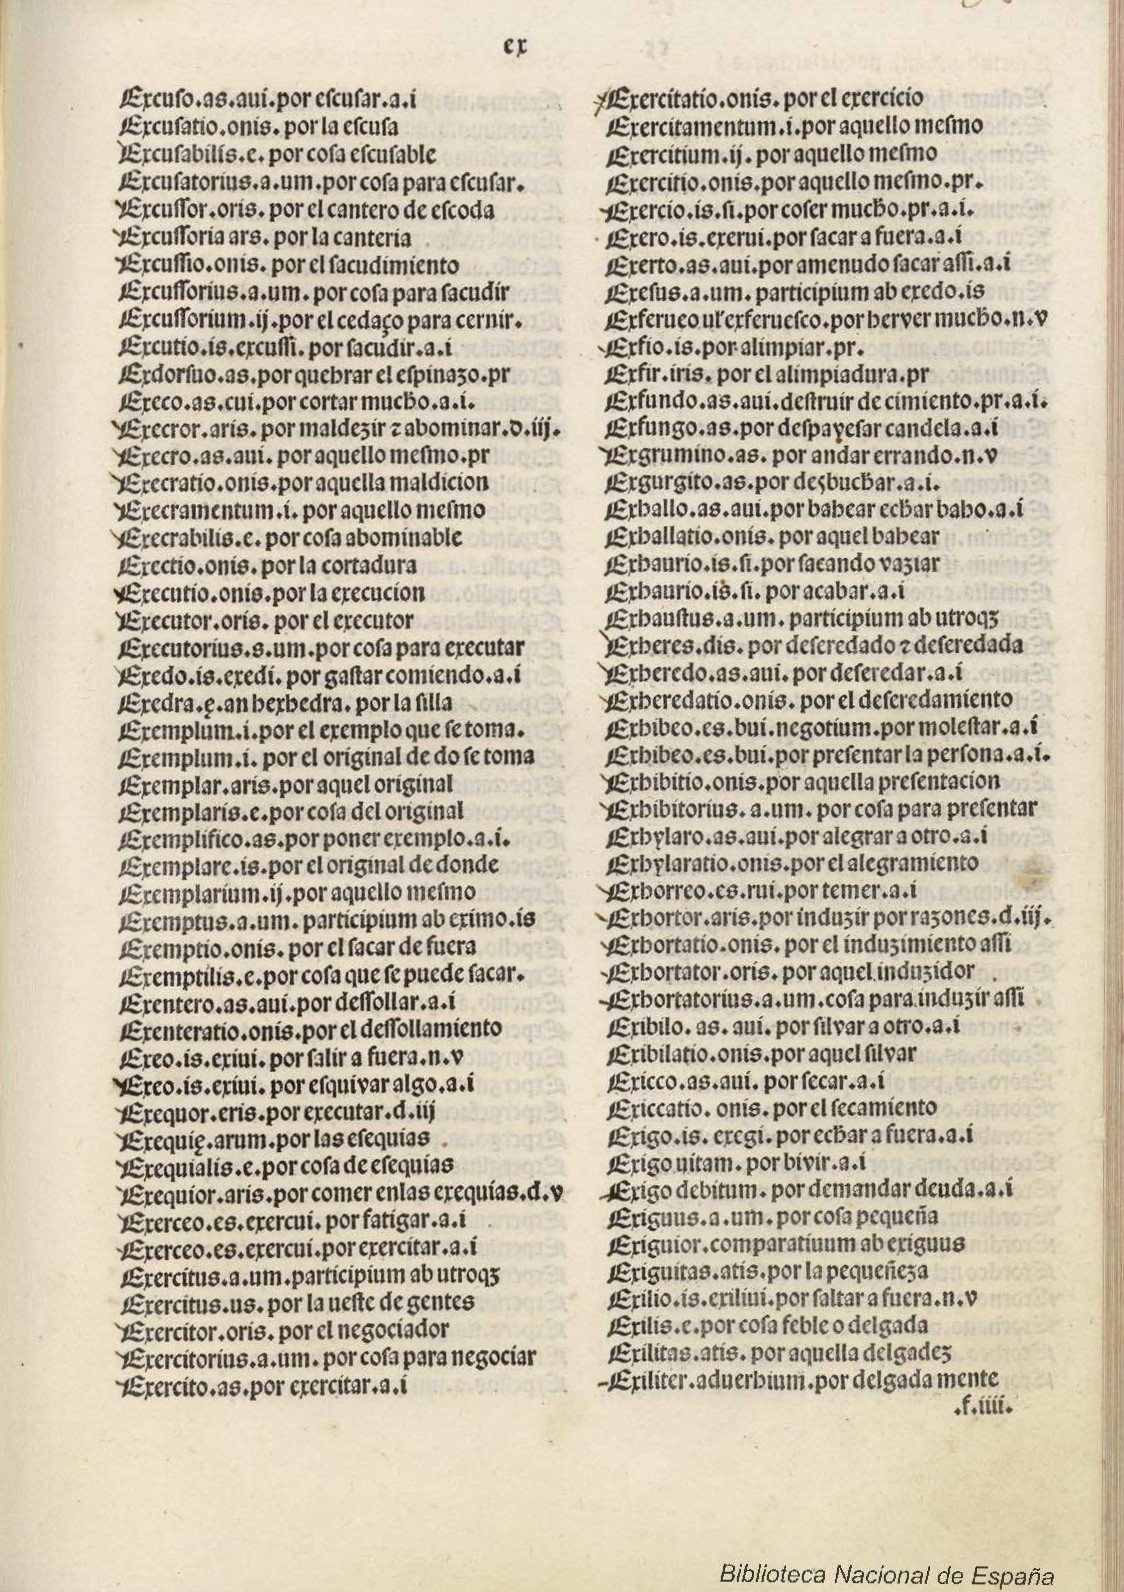 ex
Excuso.as.aui.por escusar.a.i
Excusatio.onis.por la escusa
Excusabilis.e.por cosa escusable
Excusatorius.a.um.por cosa para escusar.
Excussor.oris.por el cantero de escoda
Excussoria ars.por la canteria
Excussio.onis.por el sacudimiento
Excussorius.a.um.por cosa para sacudir
Excussorium.ij.por el cedaço para cernir.
Excutio.is.excussi.por sacudir.a.i
Exdorsuo.as.por quebrar el espinazo.pr
Execo.as.cui.por cortar mucho.a.i.
Execror.aris.por maldezir ⁊ abominar.d.iij.
Execro.as.aui.por aquello mesmo.pr
Execratio.onis.por aquella maldicion
Execramentum.i.por aquello mesmo
Execrabilis.e.por cosa abominable
Exectio.onis.por la cortadura
Executio.onis.por la execucion
Executor.oris.por el executor
Executorius.s.um.por cosa para executar
Exedo.is.exedi.por gastar comiendo.a.i
Exedra.ę.an hexhedra.por la silla
Exemplum.i.por el exemplo que se toma.
Exemplum.i.por el original de do se toma
Exemplar.aris.por aquel original
Exemplaris.e.por cosa del original
Exemplifico.as.por poner exemplo.a.i.
Exemplare.is.por el original de donde
Exemplarium.ij.por aquello mesmo
Exemptus.a.um.participium ab eximo.is
Exemptio.onis.por el sacar de fuera
Exemptilis.e.por cosa que se puede sacar.
Exentero.as.aui.por dessollar.a.i
Exenteratio.onis.por el dessollamiento
Exeo.is.exiui.por salir a fuera.n.v
Exeo.is.exiui.por esquivar algo.a.i
Exequor.eris.por executar.d.iij
Exequię.arum.por las esequias
Exequialis.e.por cosa de esequias
Exequior.aris.por comer enlas exequias.d.v
Exerceo.es.exercui.por fatigar.a.i
Exerceo.es.exercui.por exercitar.a.i
Exercitus.a.um.participium ab utroqꝫ
Exercitus.us.por la ueste de gentes
Exercitor.oris.por el negociador
Exercitorius.a.um.por cosa para negociar
Exercito.as.por exercitar.a.i
Exercitatio.onis.por el exercicio
Exercitamentum.i.por aquello mesmo
Exercitium.ij.por aquello mesmo
Exercitio.onis.por aquello mesmo.pr.
Exercio.is.si.por coser mucho.pr.a.i.
Exero.is.exerui.por sacar a fuera.a.i
Exerto.as.aui.por amenudo sacar assi.a.i
Exesus.a.um.participium ab exedo.is
Exferueo ul' exferuesco.por herver mucho.n.v
Exfio.is.por alimpiar.pr.
Exfir.iris.por el alimpiadura.pr
Exfundo.as.aui.destruir de cimiento.pr.a.i.
Exfungo.as.por despavesar candela.a.i
Exgrumino.as.por andar errando.n.v
Exgurgito.as.por desbuchar.a.i.
Exhallo.as.aui.por bahear echar baho.a.i
Exhallatio.onis.por aquel bahear
Exhaurio.is.si.por sacando vaziar
Exhaurio.is.si.por acabar.a.i
Exhaustus.a.um.participium ab utroqꝫ
Exheres.dis.por deseredado ⁊ deseredada
Exheredo.as.aui.por deseredar.a.i
Exheredatio.onis.por el deseredamiento
Exhibeo.es.bui.negotium.por molestar.a.i
Exhibeo.es.bui.por presentar la persona.a.i.
Exhibitio.onis.por aquella presentacion
Exhibitorius.a.um.por cosa para presentar
Exhylaro.as.aui.por alegrar a otro.a.i
Exhylaratio.onis.por el alegramiento
Exhorreo.es.rui.por temer.a.i
Exhortor.aris.por induzir por razones.d.iij.
Exhortatio.onis.por el induzimiento assi
Exhortator.oris.por aquel induzidor
Exhortatorius.a.um.cosa para induzir assi
Exibilo.as.aui.por silvar a otro.a.i
Exibilatio.onis.por aquel silvar
Exicco.as.aui.por secar.a.i
Exiccatio.onis.por el secamiento
Exigo.is.exegi.por echar a fuera.a.i
Exigo uitam.por bivir.a.i
Exigo debitum.por demandar deuda.a.i
Exiguus.a.um.por cosa pequeña
Exiguior.comparatiuum ab exiguus
Exiguitas.atis.por la pequeñeza
Exilio.is.exiliui.por saltar a fuera.n.v
Exilis.e.por cosa feble o delgada
Exilitas.atis.por aquella delgadez
Exiliter.aduerbium.por delgada mente
.f.iiii.
Biblioteca Nacional de España